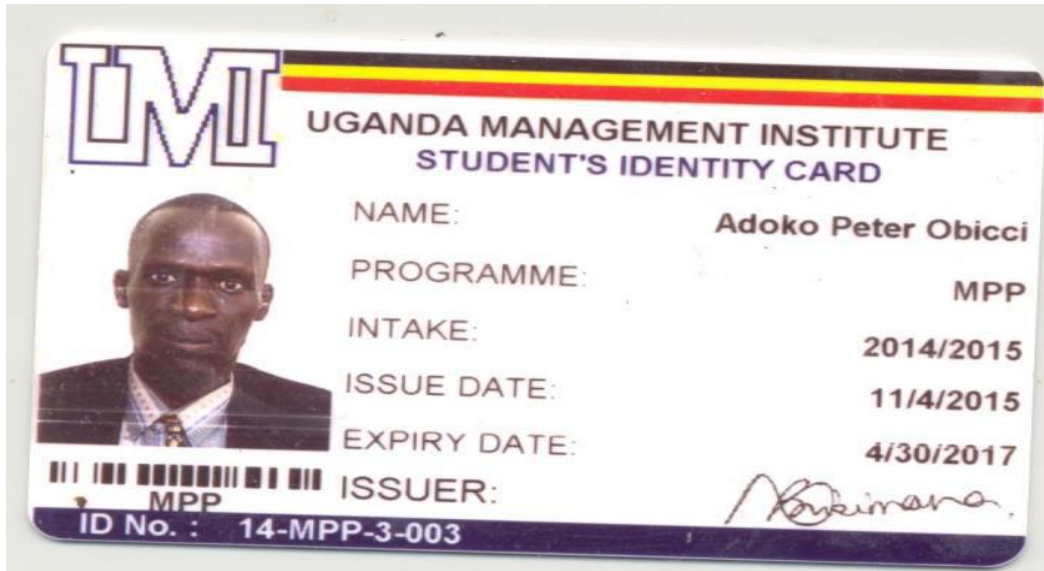 UMI
UGANDA MANAGEMENT INSTITUTE
STUDENT'S IDENTITY CARD
NAME: Adoko Peter Obicci
PROGRAMME: MPP
INTAKE: 2014/2015
ISSUE DATE: 11/4/2015
EXPIRY DATE: 4/30/2017
ISSUER:
MPP
ID No. : 14-MPP-3-003